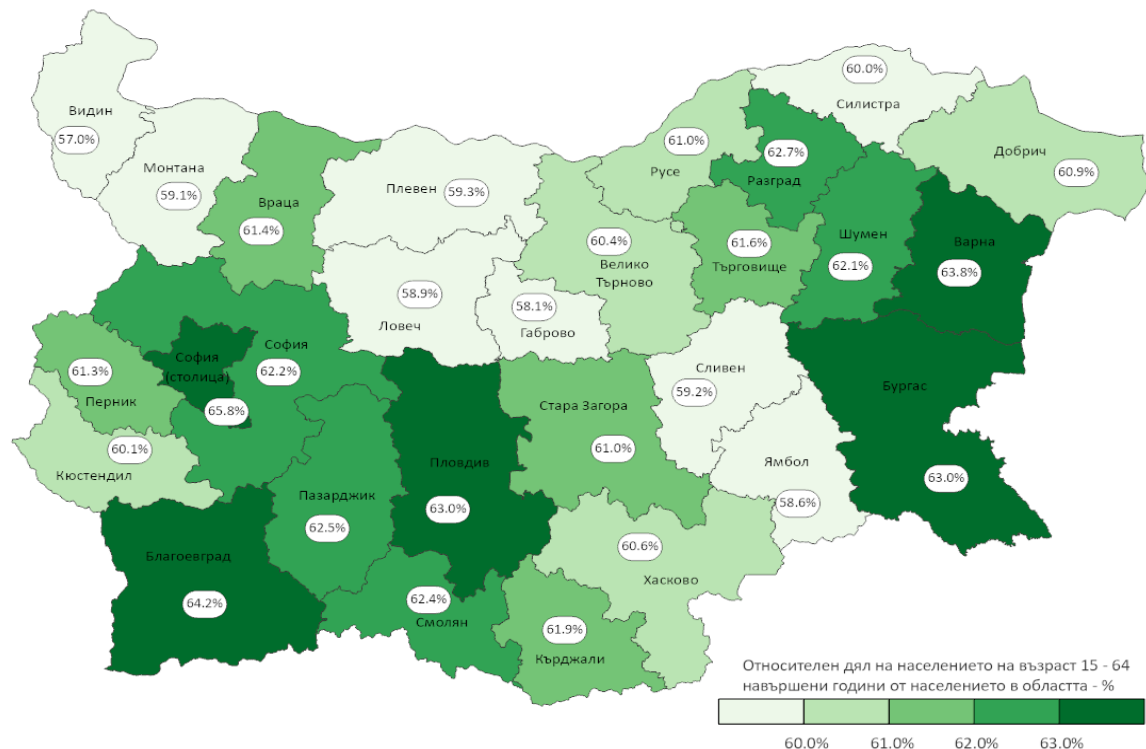 60.0%
Силистра
Видин
57.0%
61.0%
Русе
62.7%
Разград
Добрич
60.9%
Монтана
59.1%
Плевен
59.3%
Враца
61.4%
60.4%
Велико
Търново
61.6%
Търговище
Шумен
62.1%
Варна
63.8%
58.9%
Ловеч
58.1%
Габрово
София
(столица)
65.8%
София
62.2%
61.3%
Перник
60.1%
Кюстендил
Сливен
59.2%
Бургас
63.0%
Стара Загора
61.0%
Ямбол
58.6%
Пловдив
63.0%
Пазарджик
62.5%
Благоевград
64.2%
60.6%
Хасково
62.4%
Смолян
61.9%
Кърджали
Относителен дял на населението на възраст 15 - 64
навършени години от населението в областта - %
60.0% 61.0% 62.0% 63.0%